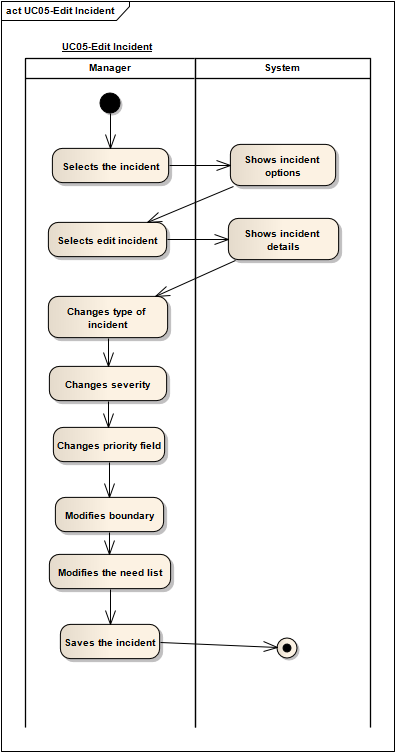 act UC05-Edit Incident
UC05-Edit Incident
Manager
System
Selects the incident
Shows incident
options
Selects edit incident
Shows incident
details
Changes type of
incident
Changes severity
Changes priority field
Modifies boundary
Modifies the need list
Saves the incident